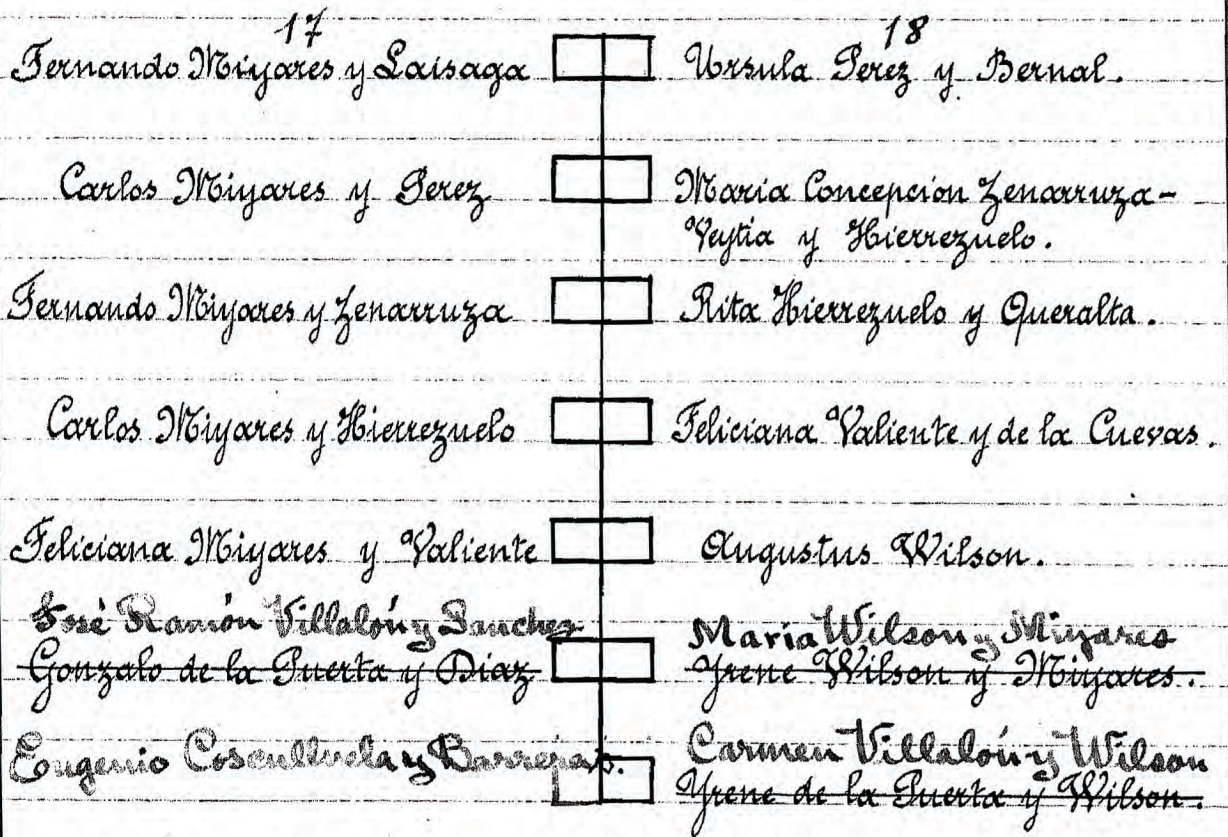 17 18
Fernando Miyares y Laisaga Ursula Perez y Bernal.
Carlos Miyares y Perez Maria Concepción Zenarruza-
Veytia y Hierrezuelo.
Fernando Miyares y Zenarruza Rita Hierrezuelo y Queralta.
Carlos Miyares y Hierrezuelo Feliciana Valiente y de la Cuevas.
Feliciana Miyares y Valiente Augustus Wilson.
José Ramón Villalón y Sanchez Maria Wilson y Miyares
Gonzalo de la Puerta y Diaz Yrene Wilson y Miyares.
Eugenio Cosculluela y Barreras. Carmen Villalón y Wilson
Yrene de la Puerta y Wilson.